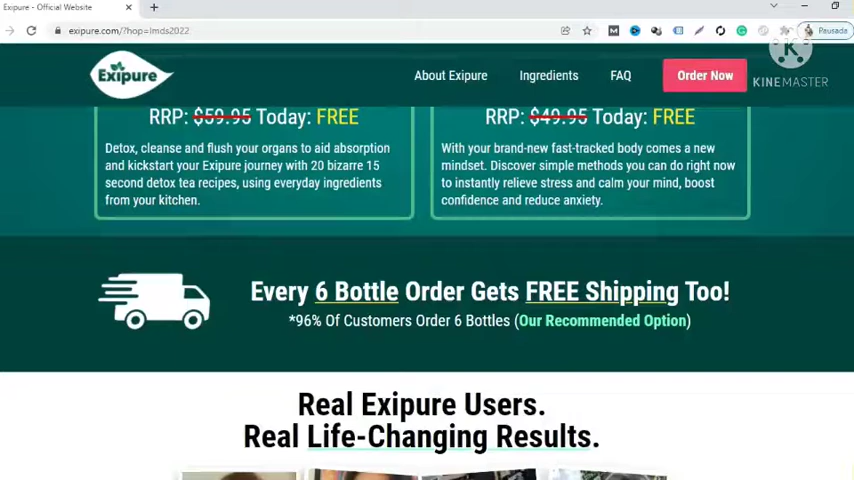 Exipure - Official Website
exipure.com/?hop=lmds2022
Pausada
Exipure
About Exipure
Ingredients
FAQ
Order Now
KINEMASTER
RRP: $59.95 Today: FREE
Detox, cleanse and flush your organs to aid absorption
and kickstart your Exipure journey with 20 bizarre 15
second detox tea recipes, using everyday ingredients
from your kitchen.
RRP: $49.95 Today: FREE
With your brand-new fast-tracked body comes a new
mindset. Discover simple methods you can do right now
to instantly relieve stress and calm your mind, boost
confidence and reduce anxiety.
Every 6 Bottle Order Gets FREE Shipping Too!
*96% Of Customers Order 6 Bottles (Our Recommended Option)
Real Exipure Users.
Real Life-Changing Results.